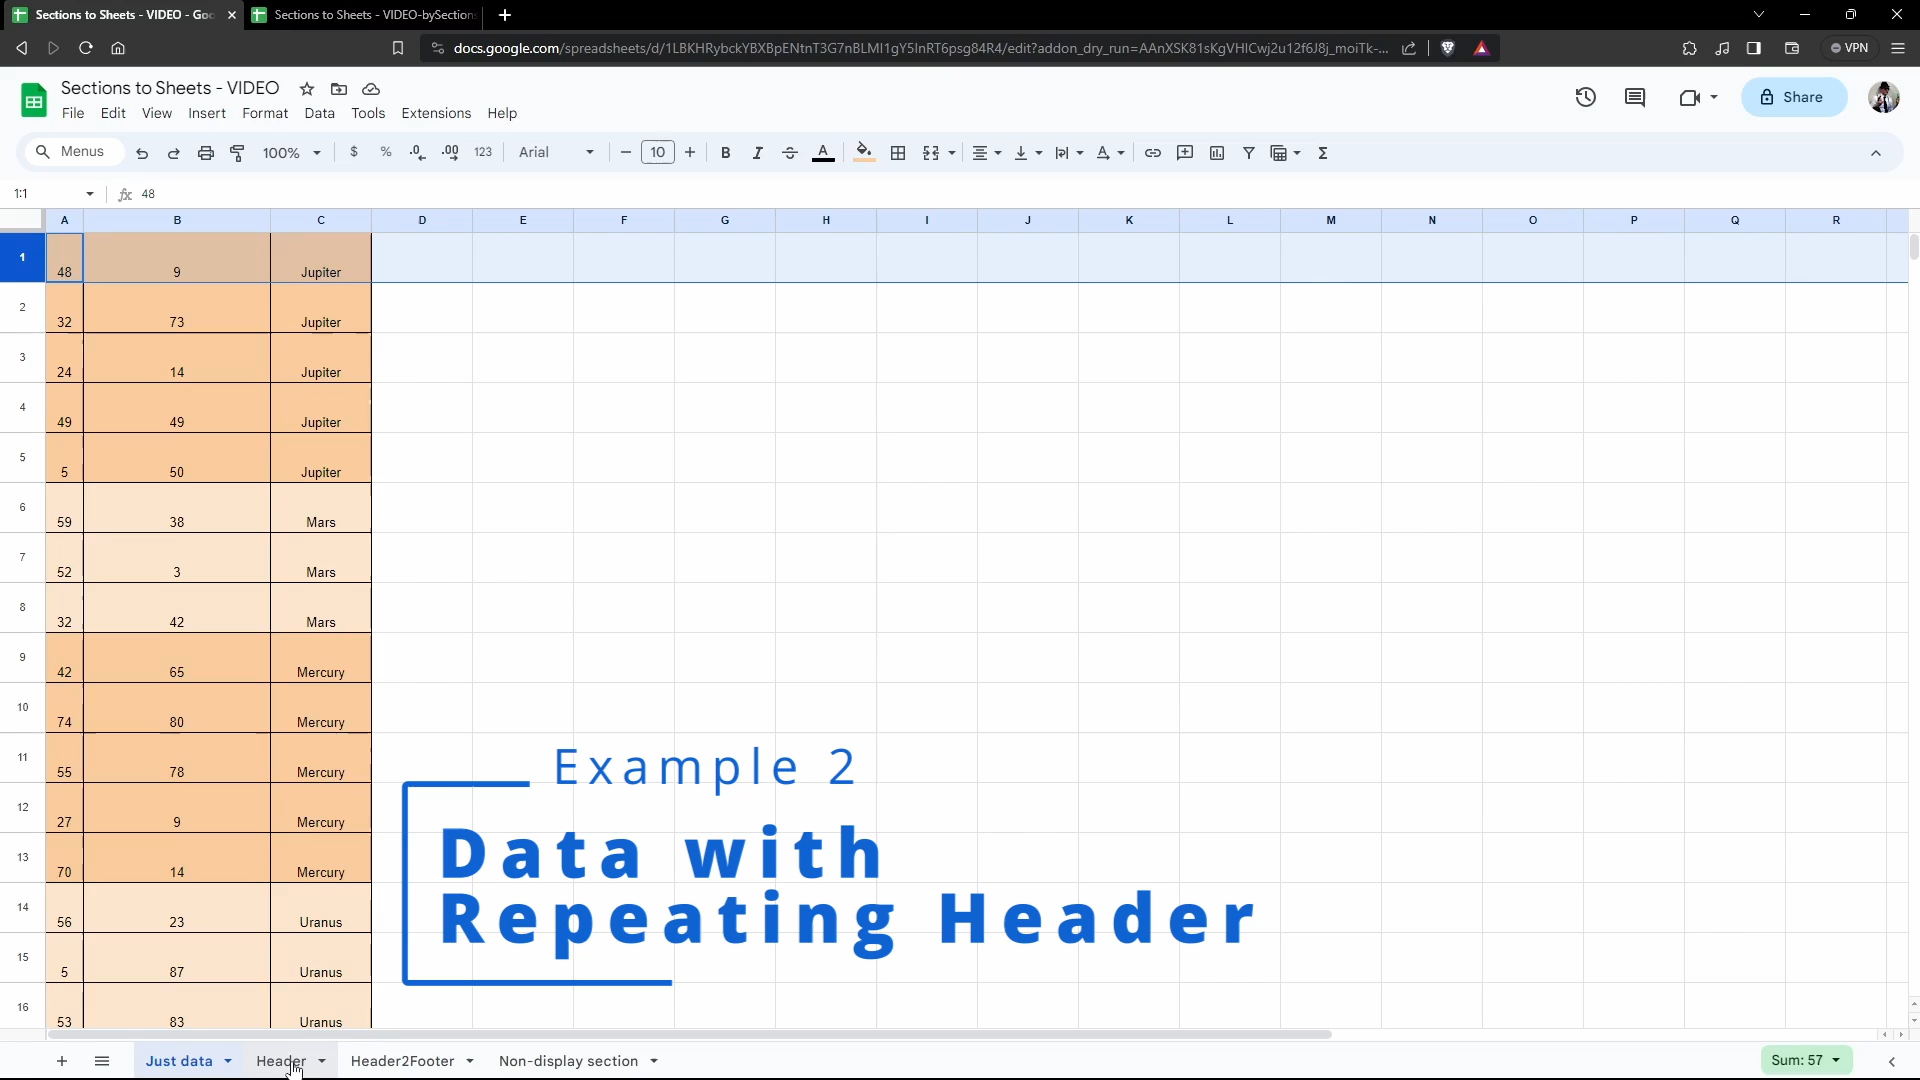 Sections to Sheets - VIDEO - Goo
Sections to Sheets - VIDEO-bySection
docs.google.com/spreadsheets/d/1LBKHRybckYBXBpENtnT3G7nBLMI1gY5InRT6psg84R4/edit?addon_dry_run=AAnXSK81sKgVHlCwj2u12f6J8j_moiTk-...
VPN
Sections to Sheets - VIDEO
File Edit View Insert Format Data Tools Extensions Help
Share
Menus 100% $ % .0 .00 123 Arial 10 B I A Σ
1:1 fx 48
A B C D E F G H I J K L M N O P Q R
1 48 9 Jupiter
2 32 73 Jupiter
3 24 14 Jupiter
4 49 49 Jupiter
5 5 50 Jupiter
6 59 38 Mars
7 52 3 Mars
8 32 42 Mars
9 42 65 Mercury
10 74 80 Mercury
11 55 78 Mercury
12 27 9 Mercury
13 70 14 Mercury
14 56 23 Uranus
15 5 87 Uranus
16 53 83 Uranus
Example 2
Data with
Repeating Header
Just data Header Header2Footer Non-display section Sum: 57